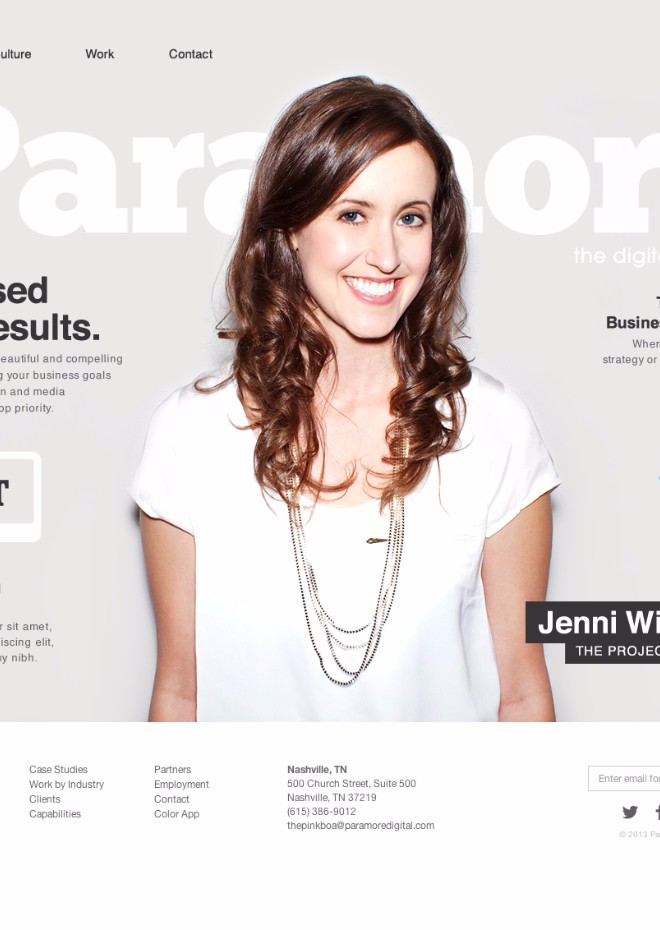 ulture Work Contact
Para mor
the digit
sed
esults.
eautiful and compelling
g your business goals
n and media
op priority.
T
Busine
When
strategy or
r sit amet,
iscing elit,
y nibh.
Jenni Wi
THE PROJEC
Case Studies
Work by Industry
Clients
Capabilities
Partners
Employment
Contact
Color App
Nashville, TN
500 Church Street, Suite 500
Nashville, TN 37219
(615) 386-9012
thepinkboa@paramoredigital.com
Enter email for
© 2013 Pa